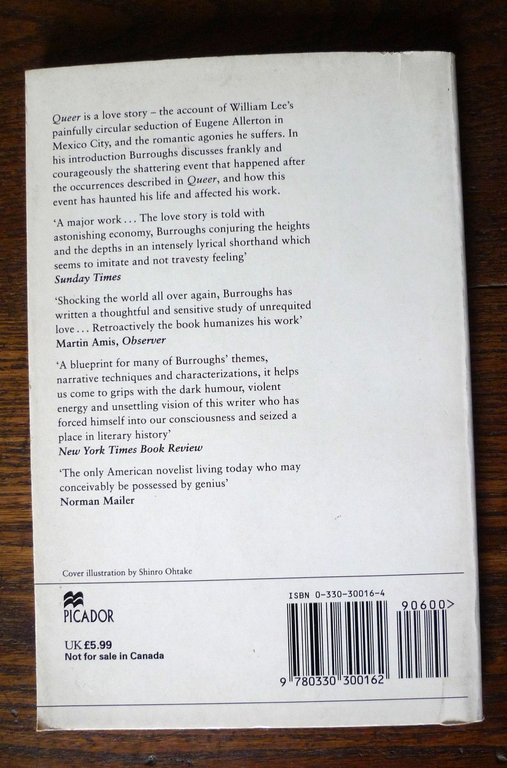 Queer is a love story – the account of William Lee's
painfully circular seduction of Eugene Allerton in
Mexico City, and the romantic agonies he suffers. In
his introduction Burroughs discusses frankly and
courageously the shattering event that happened after
the occurrences described in Queer, and how this
event has haunted his life and affected his work.
'A major work... The love story is told with
astonishing economy, Burroughs conjuring the heights
and the depths in an intensely lyrical shorthand which
seems to imitate and not travesty feeling'
Sunday Times
'Shocking the world all over again, Burroughs has
written a thoughtful and sensitive study of unrequited
love... Retroactively the book humanizes his work'
Martin Amis, Observer
'A blueprint for many of Burroughs' themes,
narrative techniques and characterizations, it helps
us come to grips with the dark humour, violent
energy and unsettling vision of this writer who has
forced himself into our consciousness and seized a
place in literary history'
New York Times Book Review
'The only American novelist living today who may
conceivably be possessed by genius'
Norman Mailer
Cover illustration by Shinro Ohtake
PICADOR
UK £5.99
Not for sale in Canada
ISBN 0-330-30016-4
90600>
9 780330 300162